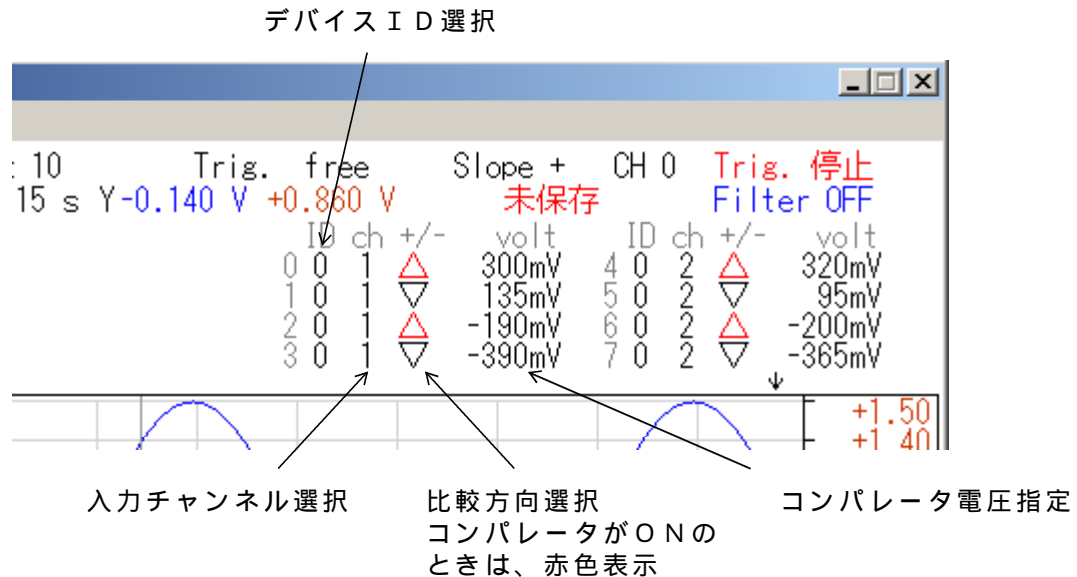 デバイスＩＤ選択
: 10 Trig. free Slope + CH 0 Trig. 停止
15 s Y-0.140 V +0.860 V 未保存 Filter OFF
ID ch +/- volt ID ch +/- volt
0 0 1 △ 300mV 4 0 2 △ 320mV
1 0 1 ▽ 135mV 5 0 2 ▽ 95mV
2 0 1 △ -190mV 6 0 2 △ -200mV
3 0 1 ▽ -390mV 7 0 2 ▽ -365mV
+1.50
+1.40
入力チャンネル選択 比較方向選択 コンパレータ電圧指定
コンパレータがＯＮの
ときは、赤色表示